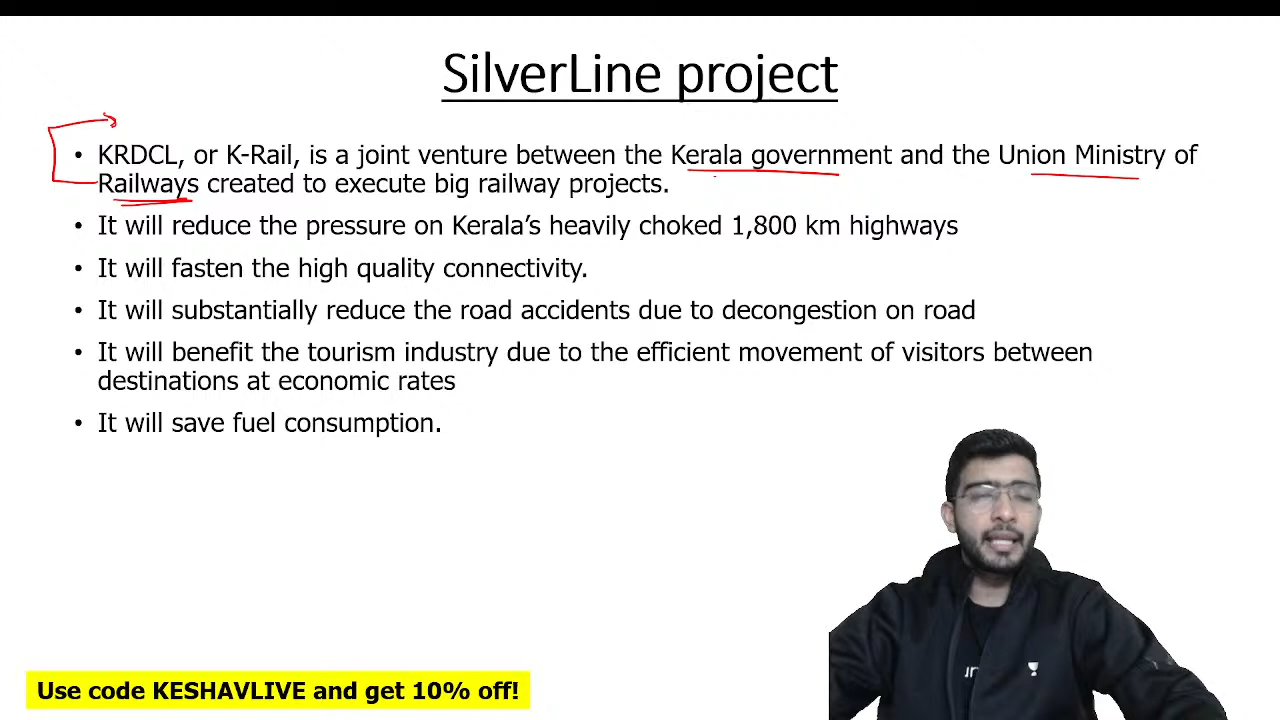 SilverLine project
• KRDCL, or K-Rail, is a joint venture between the Kerala government and the Union Ministry of
Railways created to execute big railway projects.
• It will reduce the pressure on Kerala’s heavily choked 1,800 km highways
• It will fasten the high quality connectivity.
• It will substantially reduce the road accidents due to decongestion on road
• It will benefit the tourism industry due to the efficient movement of visitors between
destinations at economic rates
• It will save fuel consumption.
Use code KESHAVLIVE and get 10% off!